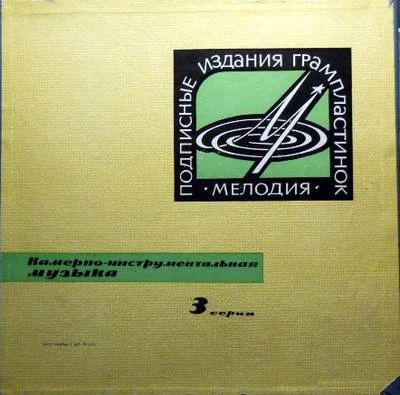 ПОДПИСНЫЕ ИЗДАНИЯ ГРАМПЛАСТИНОК
· МЕЛОДИЯ ·
Камерно-инструментальная
музыка
3 серия